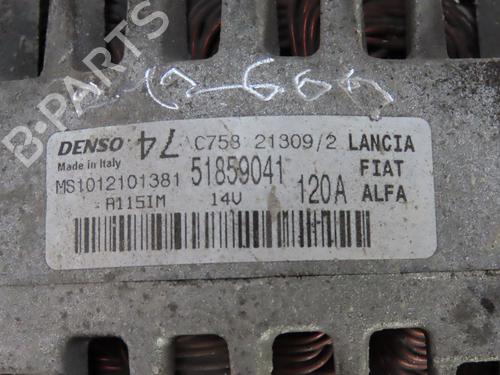 B-PARTS
DENSO 74 C758 21309/2 LANCIA
Made in Italy 51859041 FIAT
MS1012101381 120A ALFA
A115IM 14V